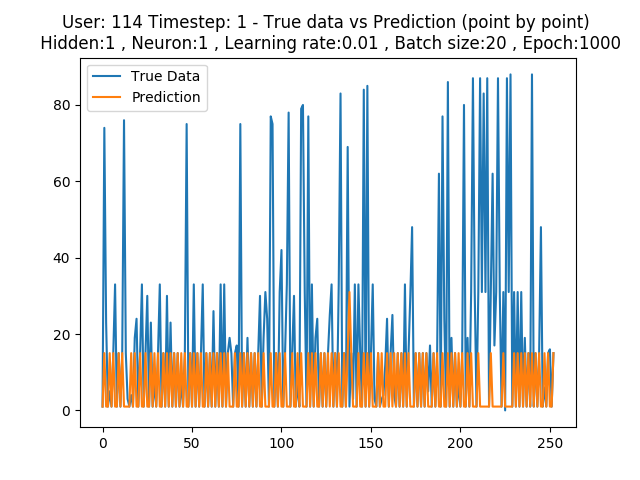 User: 114 Timestep: 1 - True data vs Prediction (point by point)
Hidden:1 , Neuron:1 , Learning rate:0.01 , Batch size:20 , Epoch:1000
True Data
Prediction
80
60
40
20
0
0 50 100 150 200 250